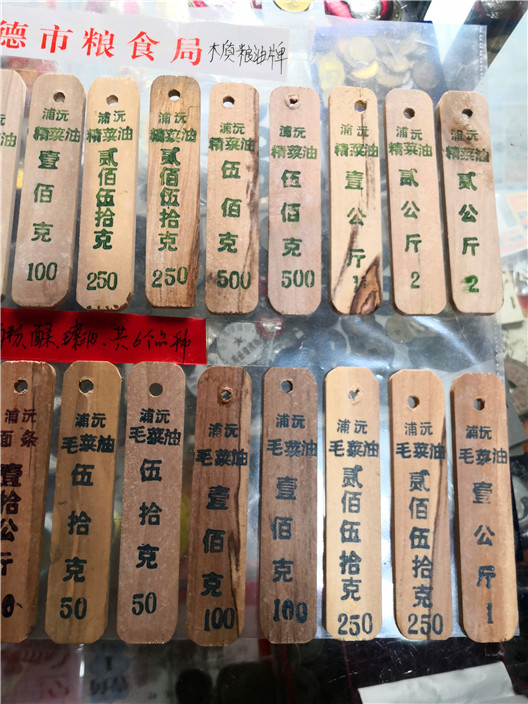 德市粮食局 木质粮油牌
浦沅
精菜油
壹佰克
100
浦沅
精菜油
贰佰伍拾克
250
浦沅
精菜油
贰佰伍拾克
250
浦沅
精菜油
伍佰克
500
浦沅
精菜油
伍佰克
500
浦沅
精菜油
壹公斤
1
浦沅
精菜油
贰公斤
2
浦沅
精菜油
贰公斤
2
共6个品种
浦沅
面条
壹拾公斤
浦沅
毛菜油
伍拾克
50
浦沅
毛菜油
伍拾克
50
浦沅
毛菜油
壹佰克
100
浦沅
毛菜油
壹佰克
100
浦沅
毛菜油
贰佰伍拾克
250
浦沅
毛菜油
贰佰伍拾克
250
浦沅
毛菜油
壹公斤
1